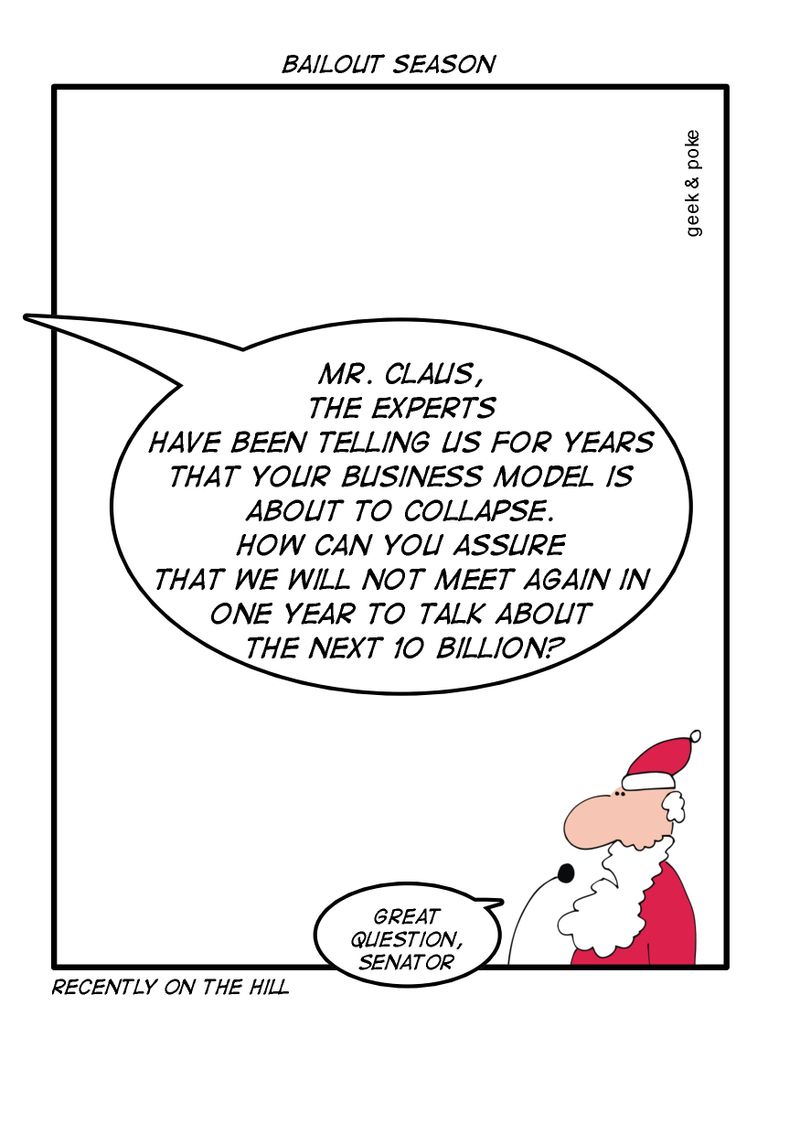 BAILOUT SEASON
geek & poke
MR. CLAUS,
THE EXPERTS
HAVE BEEN TELLING US FOR YEARS
THAT YOUR BUSINESS MODEL IS
ABOUT TO COLLAPSE.
HOW CAN YOU ASSURE
THAT WE WILL NOT MEET AGAIN IN
ONE YEAR TO TALK ABOUT
THE NEXT 10 BILLION?
GREAT
QUESTION,
SENATOR
RECENTLY ON THE HILL